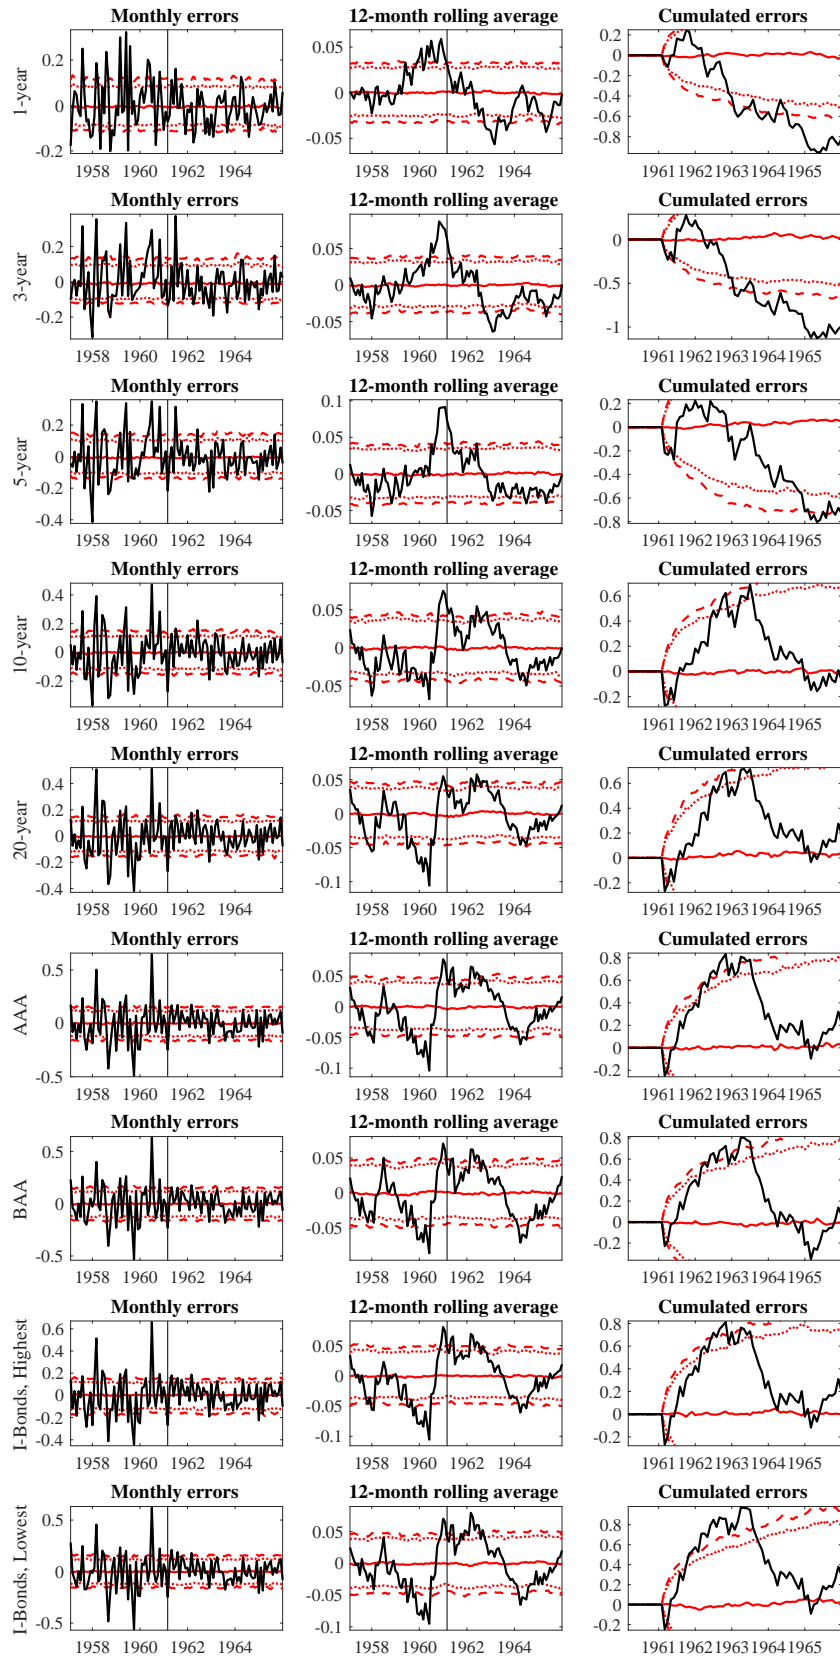 Monthly errors 12-month rolling average Cumulated errors
1-year
0.2 0.05 0.2
0 0 0
-0.2
-0.4
-0.6
-0.2 -0.05 -0.8
1958 1960 1962 1964 1958 1960 1962 1964 1961 1962 1963 1964 1965
Monthly errors 12-month rolling average Cumulated errors
3-year
0.2 0.05 0
0 0 -0.5
-0.2 -0.05 -1
1958 1960 1962 1964 1958 1960 1962 1964 1961 1962 1963 1964 1965
Monthly errors 12-month rolling average Cumulated errors
5-year
0.2 0.1 0.2
0 0.05 0
-0.2 0 -0.2
-0.4 -0.05 -0.4
-0.6
-0.8
1958 1960 1962 1964 1958 1960 1962 1964 1961 1962 1963 1964 1965
Monthly errors 12-month rolling average Cumulated errors
10-year
0.4 0.05 0.6
0.2 0 0.4
0 -0.05 0.2
-0.2 0
-0.2
1958 1960 1962 1964 1958 1960 1962 1964 1961 1962 1963 1964 1965
Monthly errors 12-month rolling average Cumulated errors
20-year
0.4 0.05 0.6
0.2 0 0.4
0 -0.05 0.2
-0.2 -0.1 0
-0.4 -0.2
1958 1960 1962 1964 1958 1960 1962 1964 1961 1962 1963 1964 1965
Monthly errors 12-month rolling average Cumulated errors
AAA
0.5 0.05 0.8
0 0 0.6
-0.5 -0.05 0.4
-0.1 0.2
0
-0.2
1958 1960 1962 1964 1958 1960 1962 1964 1961 1962 1963 1964 1965
Monthly errors 12-month rolling average Cumulated errors
BAA
0.5 0.05 0.8
0 0 0.6
-0.5 -0.05 0.4
0.2
0
-0.2
1958 1960 1962 1964 1958 1960 1962 1964 1961 1962 1963 1964 1965
Monthly errors 12-month rolling average Cumulated errors
I-Bonds, Highest
0.6 0.05 0.8
0.4 0 0.6
0.2 -0.05 0.4
0 -0.1 0.2
-0.2 0
-0.4 -0.2
1958 1960 1962 1964 1958 1960 1962 1964 1961 1962 1963 1964 1965
Monthly errors 12-month rolling average Cumulated errors
I-Bonds, Lowest
0.5 0.05 0.8
0 0 0.6
-0.5 -0.05 0.4
-0.1 0.2
0
-0.2
1958 1960 1962 1964 1958 1960 1962 1964 1961 1962 1963 1964 1965